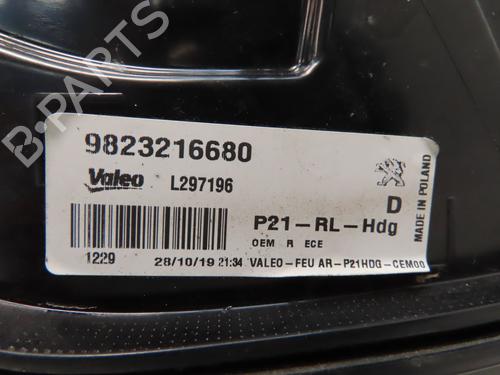 9823216680
Valeo L297196
D
P21-RL-Hdg
OEM R ECE
MADE IN POLAND
1229 28/10/19 21:34 VALEO-FEU AR-P21HDG-CEM00
B-PARTS